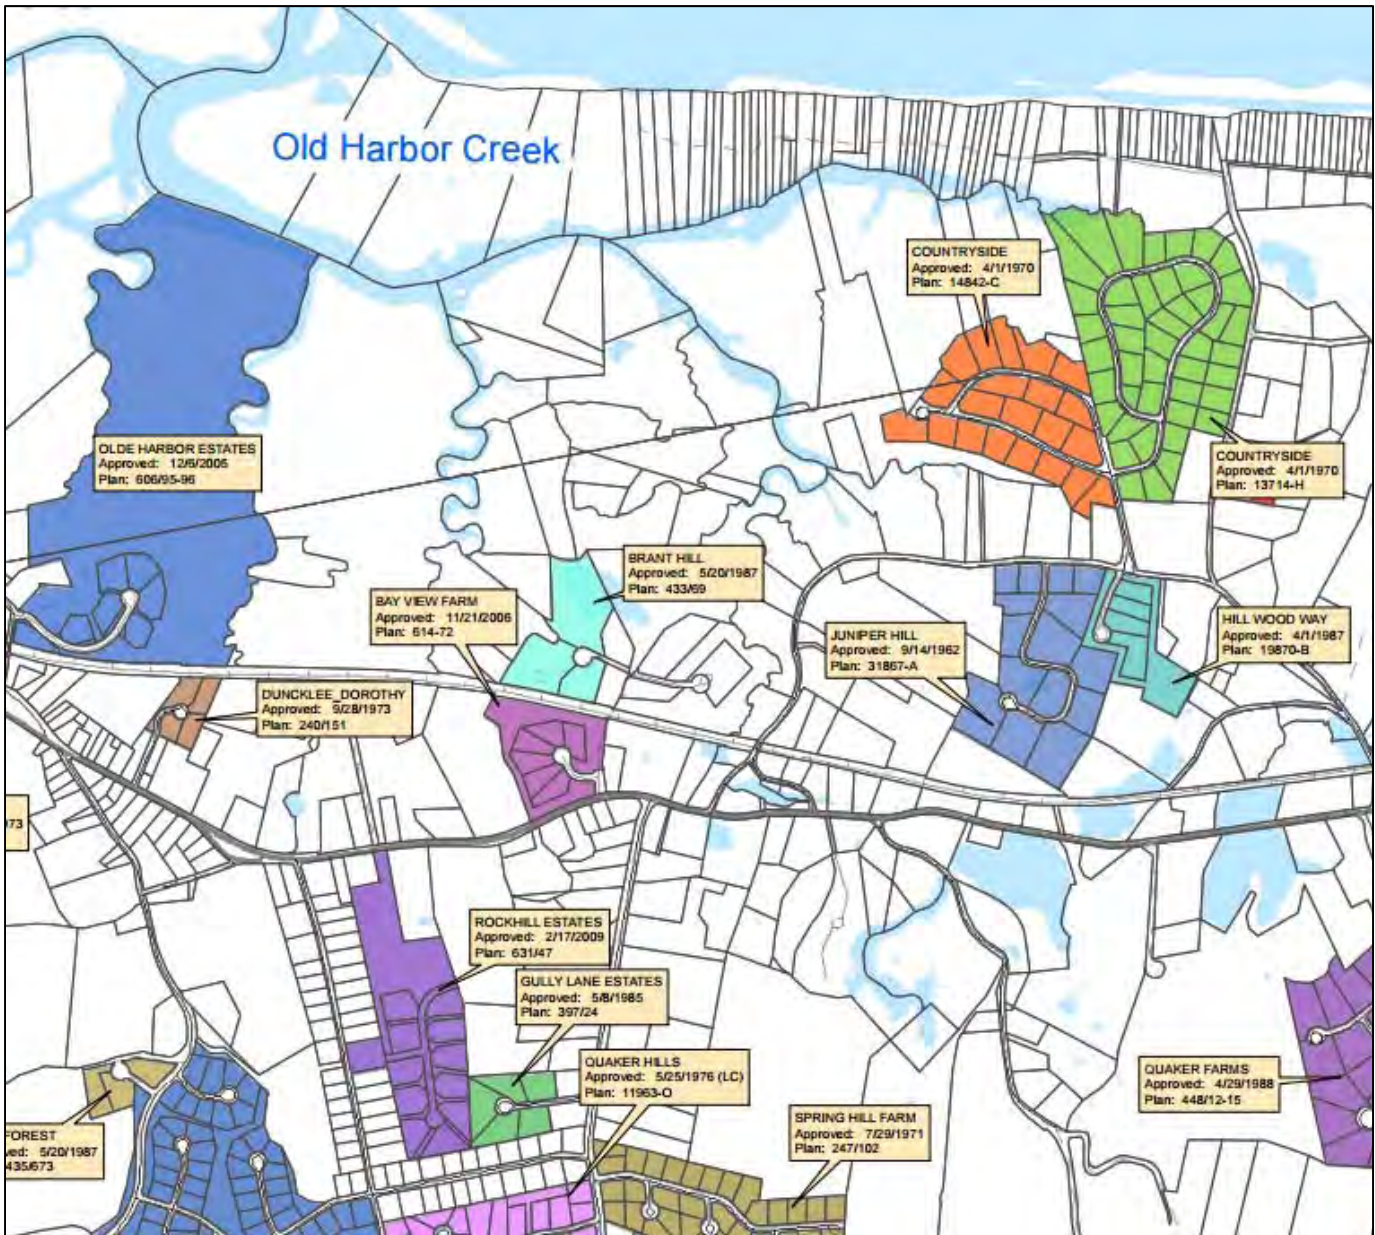 Old Harbor Creek
COUNTRYSIDE
Approved: 4/1/1970
Plan: 14842-C
OLDE HARBOR ESTATES
Approved: 12/6/2005
Plan: 606/95-96
COUNTRYSIDE
Approved: 4/1/1970
Plan: 13714-H
BRANT HILL
Approved: 5/20/1987
Plan: 433/69
BAY VIEW FARM
Approved: 11/21/2006
Plan: 614-72
JUNIPER HILL
Approved: 9/14/1962
Plan: 31867-A
HILL WOOD WAY
Approved: 4/1/1987
Plan: 19870-B
DUNCKLEE_DOROTHY
Approved: 9/28/1973
Plan: 240/151
73
ROCKHILL ESTATES
Approved: 2/17/2009
Plan: 631/47
GULLY LANE ESTATES
Approved: 5/8/1985
Plan: 397/24
QUAKER HILLS
Approved: 5/25/1976 (LC)
Plan: 11963-O
QUAKER FARMS
Approved: 4/29/1988
Plan: 448/12-15
SPRING HILL FARM
Approved: 7/29/1971
Plan: 247/102
FOREST
ved: 5/20/1987
435/673